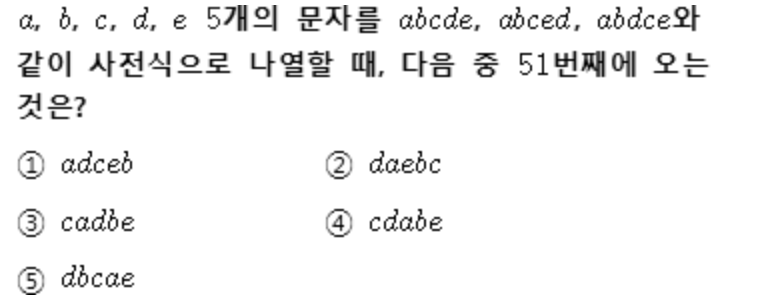 a, b, c, d, e 5개의 문자를 abcde, abced, abdce와
같이 사전식으로 나열할 때, 다음 중 51번째에 오는
것은?
① adceb ② daebc
③ cadbe ④ cdabe
⑤ dbcae